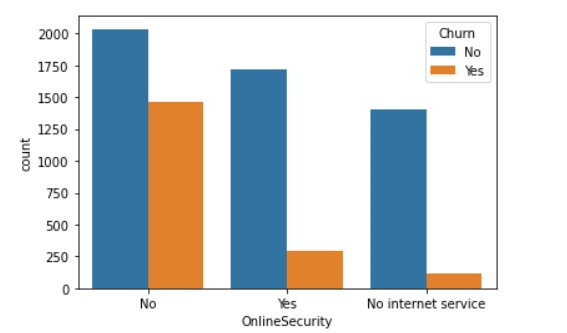 2000
1750
1500
1250
1000
750
500
250
0
count
Churn
No
Yes
No Yes No internet service
OnlineSecurity